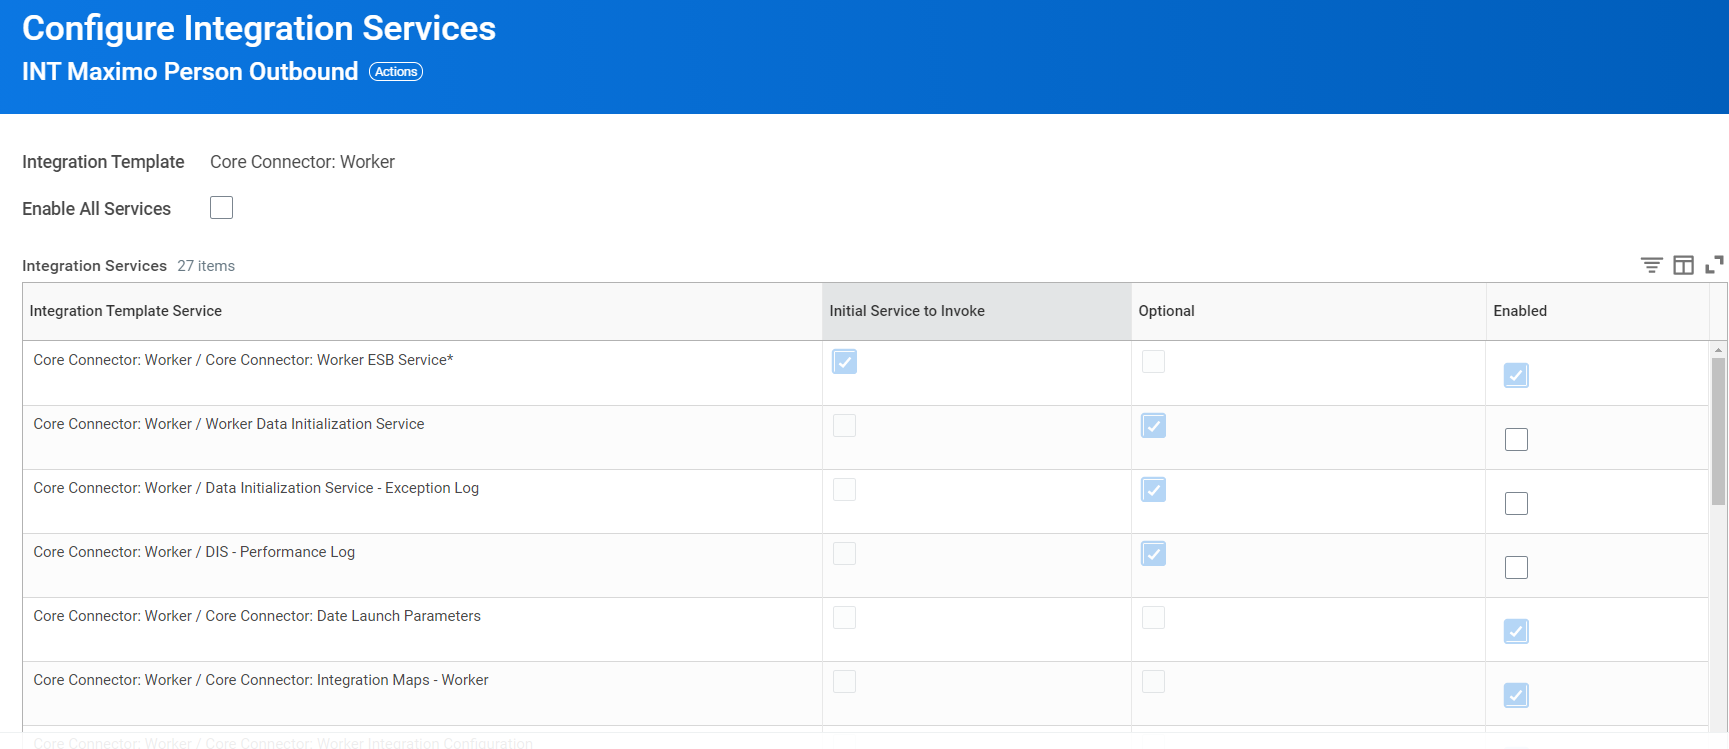 Configure Integration Services
INT Maximo Person Outbound Actions
Integration Template Core Connector: Worker
Enable All Services
Integration Services 27 items
Integration Template Service Initial Service to Invoke Optional Enabled
Core Connector: Worker / Core Connector: Worker ESB Service*
Core Connector: Worker / Worker Data Initialization Service
Core Connector: Worker / Data Initialization Service - Exception Log
Core Connector: Worker / DIS - Performance Log
Core Connector: Worker / Core Connector: Date Launch Parameters
Core Connector: Worker / Core Connector: Integration Maps - Worker
Core Connector: Worker / Core Connector: Worker Integration Configuration